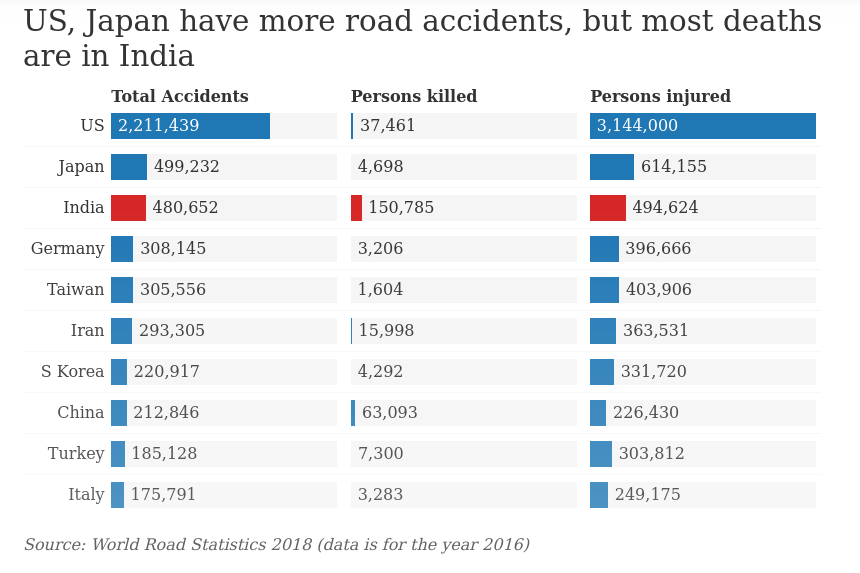 US, Japan have more road accidents, but most deaths
are in India
Total Accidents Persons killed Persons injured
US 2,211,439 37,461 3,144,000
Japan 499,232 4,698 614,155
India 480,652 150,785 494,624
Germany 308,145 3,206 396,666
Taiwan 305,556 1,604 403,906
Iran 293,305 15,998 363,531
S Korea 220,917 4,292 331,720
China 212,846 63,093 226,430
Turkey 185,128 7,300 303,812
Italy 175,791 3,283 249,175
Source: World Road Statistics 2018 (data is for the year 2016)